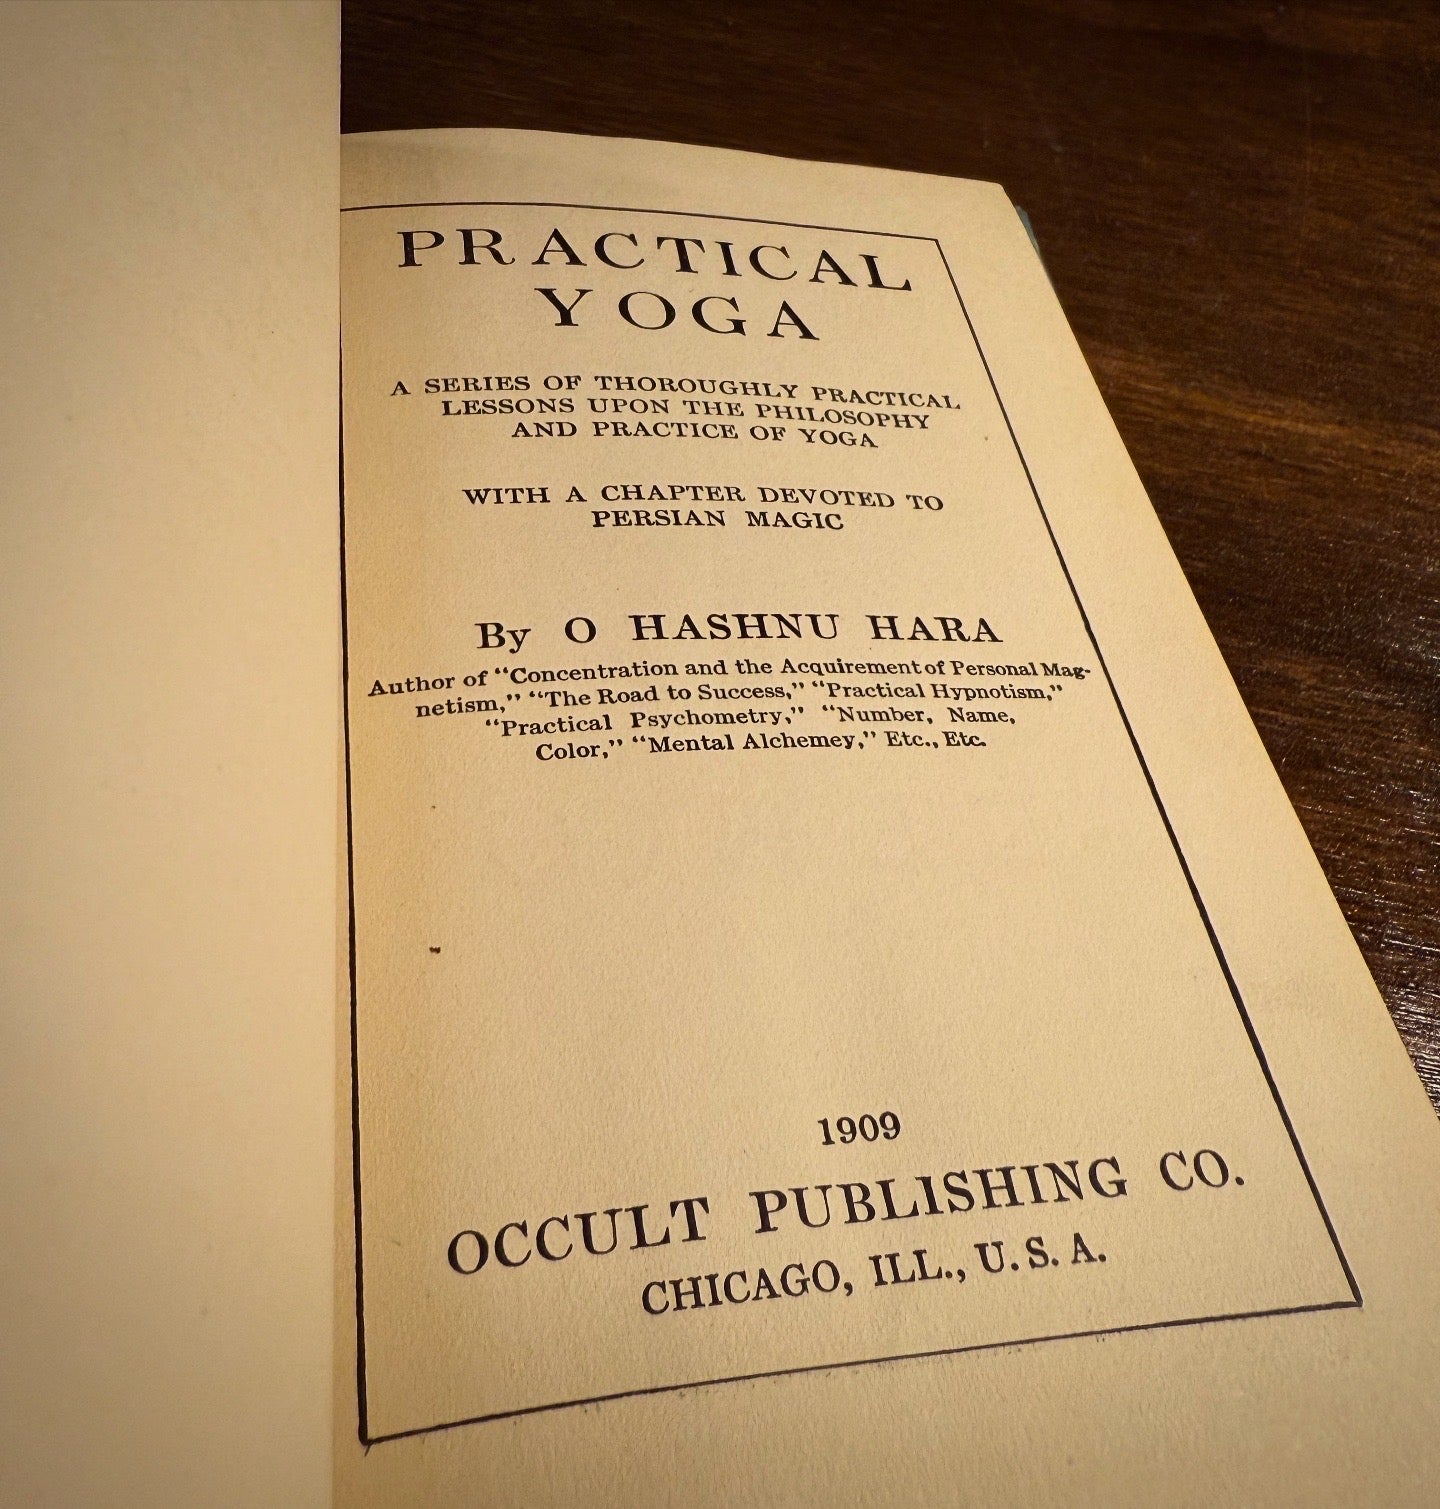 PRACTICAL
YOGA
A SERIES OF THOROUGHLY PRACTICAL
LESSONS UPON THE PHILOSOPHY
AND PRACTICE OF YOGA
WITH A CHAPTER DEVOTED TO
PERSIAN MAGIC
By O HASHNU HARA
Author of "Concentration and the Acquirement of Personal Mag-
netism," "The Road to Success," "Practical Hypnotism,"
"Practical Psychometry," "Number, Name,
Color," "Mental Alchemey," Etc., Etc.
1909
OCCULT PUBLISHING CO.
CHICAGO, ILL., U. S. A.